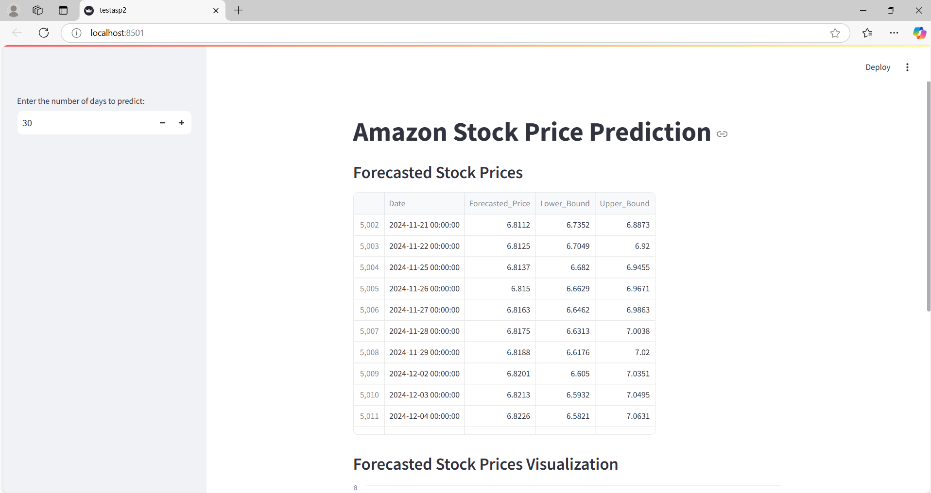 testasp2
localhost:8501
Deploy
Enter the number of days to predict:
30
Amazon Stock Price Prediction
Forecasted Stock Prices
Date Forecasted_Price Lower_Bound Upper_Bound
5,002 2024-11-21 00:00:00 6.8112 6.7352 6.8873
5,003 2024-11-22 00:00:00 6.8125 6.7049 6.92
5,004 2024-11-25 00:00:00 6.8137 6.682 6.9455
5,005 2024-11-26 00:00:00 6.815 6.6629 6.9671
5,006 2024-11-27 00:00:00 6.8163 6.6462 6.9863
5,007 2024-11-28 00:00:00 6.8175 6.6313 7.0038
5,008 2024-11-29 00:00:00 6.8188 6.6176 7.02
5,009 2024-12-02 00:00:00 6.8201 6.605 7.0351
5,010 2024-12-03 00:00:00 6.8213 6.5932 7.0495
5,011 2024-12-04 00:00:00 6.8226 6.5821 7.0631
Forecasted Stock Prices Visualization
8